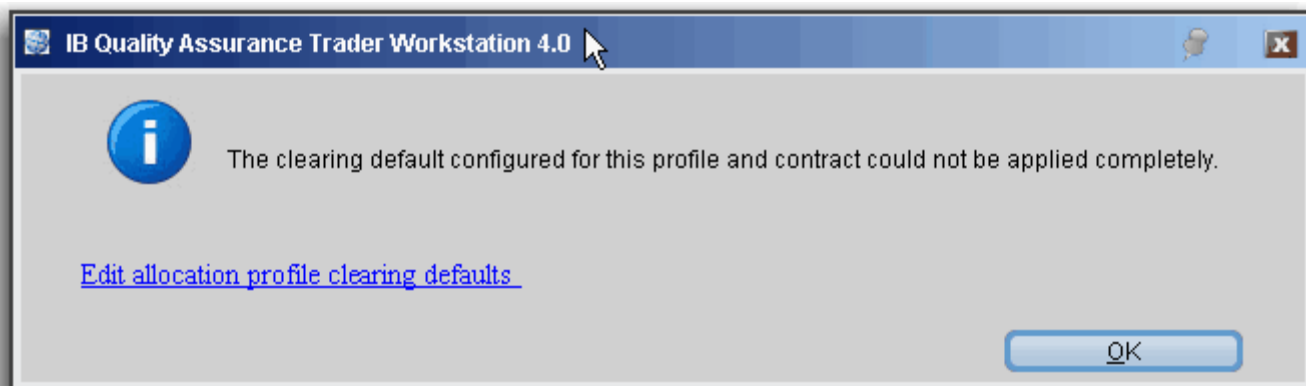 IB Quality Assurance Trader Workstation 4.0
The clearing default configured for this profile and contract could not be applied completely.
Edit allocation profile clearing defaults
OK